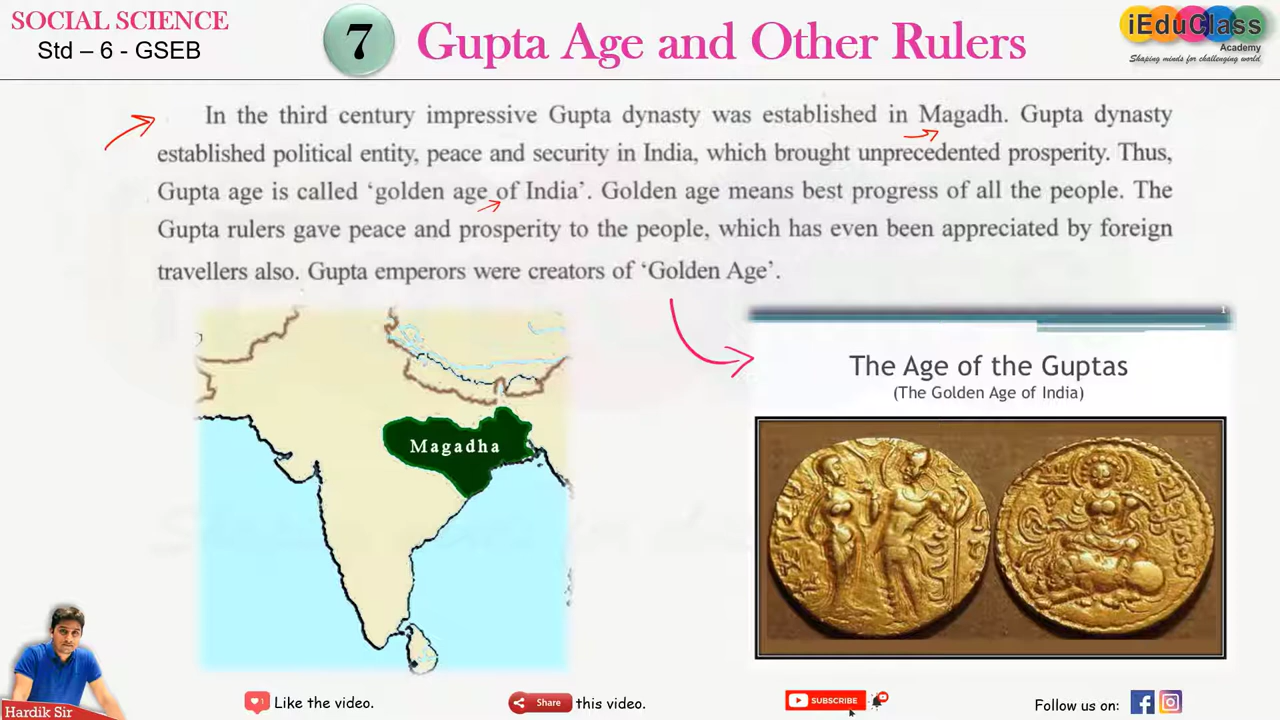 SOCIAL SCIENCE
Std – 6 - GSEB
7
Gupta Age and Other Rulers
iEduClass
Academy
Shaping minds for challenging world
In the third century impressive Gupta dynasty was established in Magadh. Gupta dynasty
established political entity, peace and security in India, which brought unprecedented prosperity. Thus,
Gupta age is called ‘golden age of India’. Golden age means best progress of all the people. The
Gupta rulers gave peace and prosperity to the people, which has even been appreciated by foreign
travellers also. Gupta emperors were creators of ‘Golden Age’.
Magadha
1
The Age of the Guptas
(The Golden Age of India)
Hardik Sir
Like the video.
Share this video.
SUBSCRIBE
Follow us on: